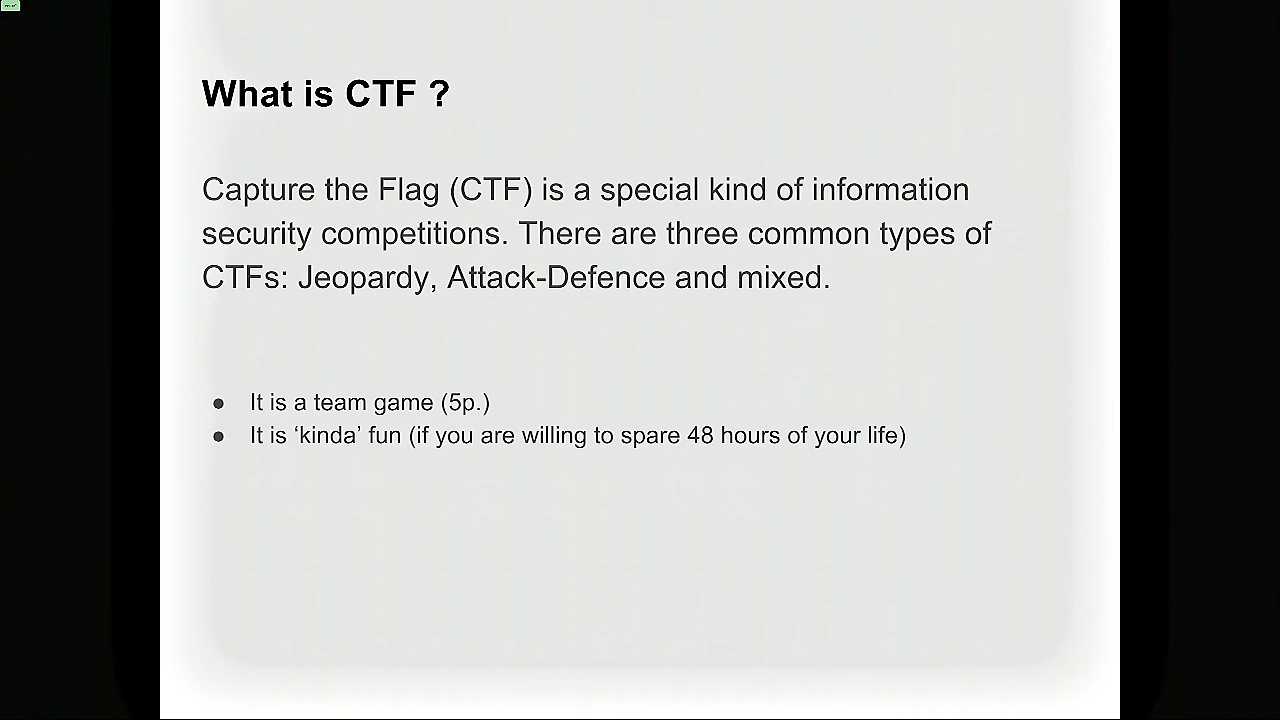 What is CTF ?
Capture the Flag (CTF) is a special kind of information
security competitions. There are three common types of
CTFs: Jeopardy, Attack-Defence and mixed.
● It is a team game (5p.)
● It is ‘kinda’ fun (if you are willing to spare 48 hours of your life)